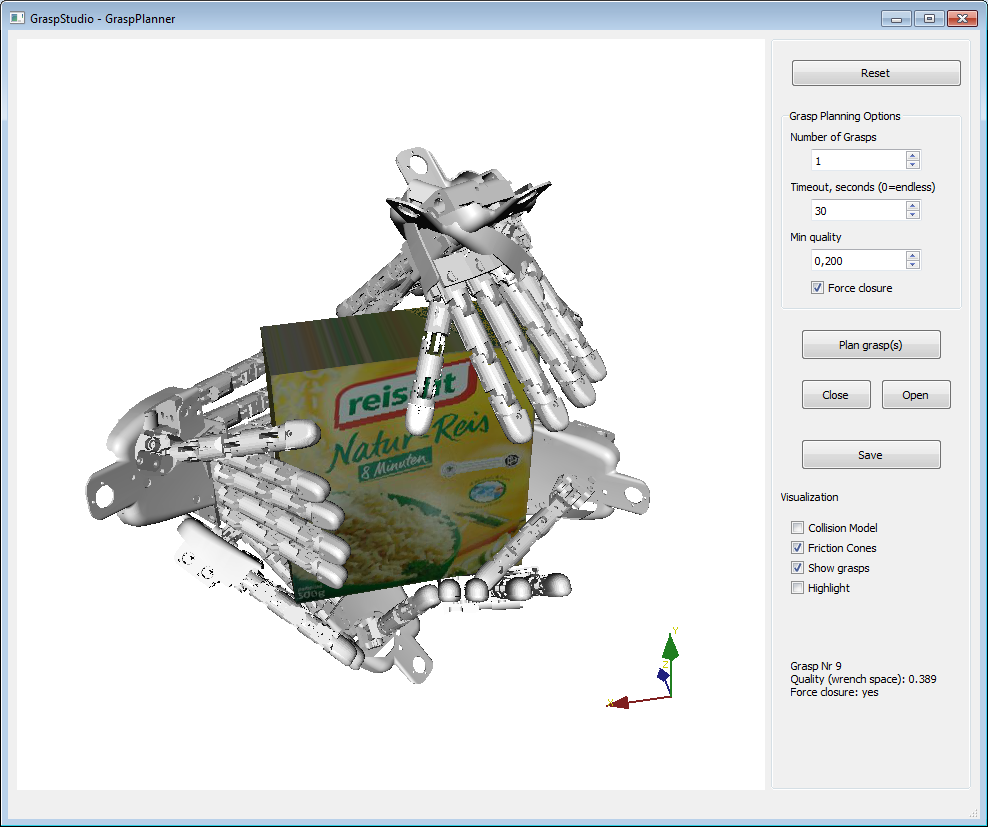 GraspStudio - GraspPlanner
Reset
Grasp Planning Options
Number of Grasps
1
Timeout, seconds (0=endless)
30
Min quality
0,200
Force closure
Plan grasp(s)
Close
Open
Save
Visualization
Collision Model
Friction Cones
Show grasps
Highlight
Grasp Nr 9
Quality (wrench space): 0.389
Force closure: yes
Natur-Reis
8 Minuten
500g
Y
Z